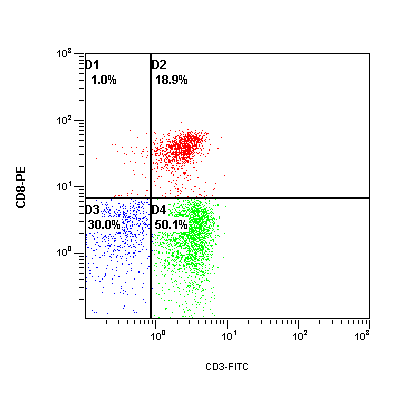 D1
1.0%
D2
18.9%
D3
30.0%
D4
50.1%
CD8-PE
10³
10²
10¹
10⁰
10⁰
10¹
10²
10³
CD3-FITC